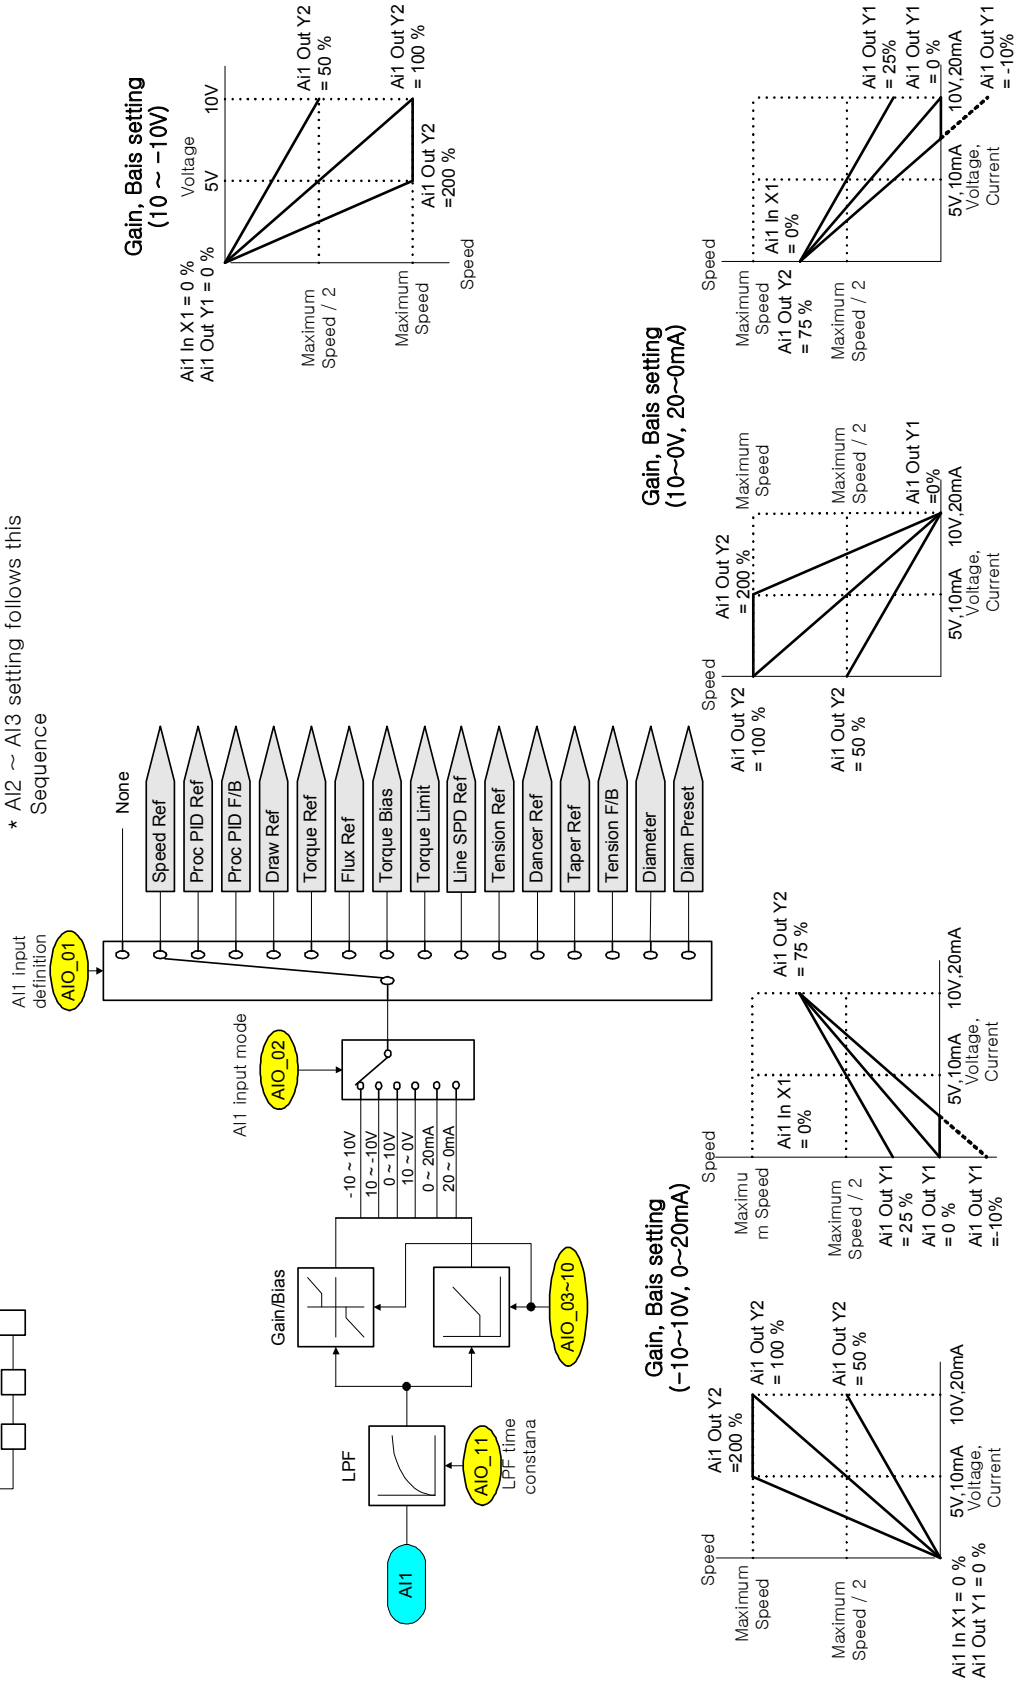 * AI2 ~ AI3 setting follows this
Sequence
AI1 input
definition
AIO_01
None
Speed Ref
Proc PID Ref
Proc PID F/B
Draw Ref
Torque Ref
Flux Ref
Torque Bias
Torque Limit
Line SPD Ref
Tension Ref
Dancer Ref
Taper Ref
Tension F/B
Diameter
Diam Preset
AI1 input mode
AIO_02
-10 ~ 10V
10 ~ -10V
0 ~ 10V
10 ~ 0V
0 ~ 20mA
20 ~ 0mA
Gain/Bias
AIO_03~10
LPF
AIO_11
LPF time
constana
AI1
Gain, Bais setting
(10 ~ -10V)
Voltage
5V
10V
Ai1 In X1 = 0 %
Ai1 Out Y1 = 0 %
Ai1 Out Y2
= 50 %
Ai1 Out Y2
= 100 %
Ai1 Out Y2
=200 %
Maximum
Speed / 2
Maximum
Speed
Speed
Gain, Bais setting
(-10~10V, 0~20mA)
Speed
Maximum
Speed
Maximum
Speed / 2
Ai1 Out Y2
=200 %
Ai1 Out Y2
= 100 %
Ai1 Out Y2
= 50 %
5V,10mA
10V,20mA
Voltage,
Current
Ai1 In X1 = 0 %
Ai1 Out Y1 = 0 %
Speed
Maximu
m Speed
Ai1 In X1
= 0%
Maximum
Speed / 2
Ai1 Out Y2
= 75 %
Ai1 Out Y1
= 25 %
Ai1 Out Y1
= 0 %
Ai1 Out Y1
=-10%
5V,10mA
10V,20mA
Voltage,
Current
Gain, Bais setting
(10~0V, 20~0mA)
Speed
Ai1 Out Y2
= 100 %
Ai1 Out Y2
= 200 %
Maximum
Speed
Ai1 Out Y2
= 50 %
Maximum
Speed / 2
Ai1 Out Y1
=0%
5V,10mA
10V,20mA
Voltage,
Current
Speed
Maximum
Speed
Ai1 Out Y2
= 75 %
Ai1 In X1
= 0%
Maximum
Speed / 2
Ai1 Out Y1
= 25%
Ai1 Out Y1
= 0 %
5V,10mA
10V,20mA
Voltage,
Current
Ai1 Out Y1
= -10%